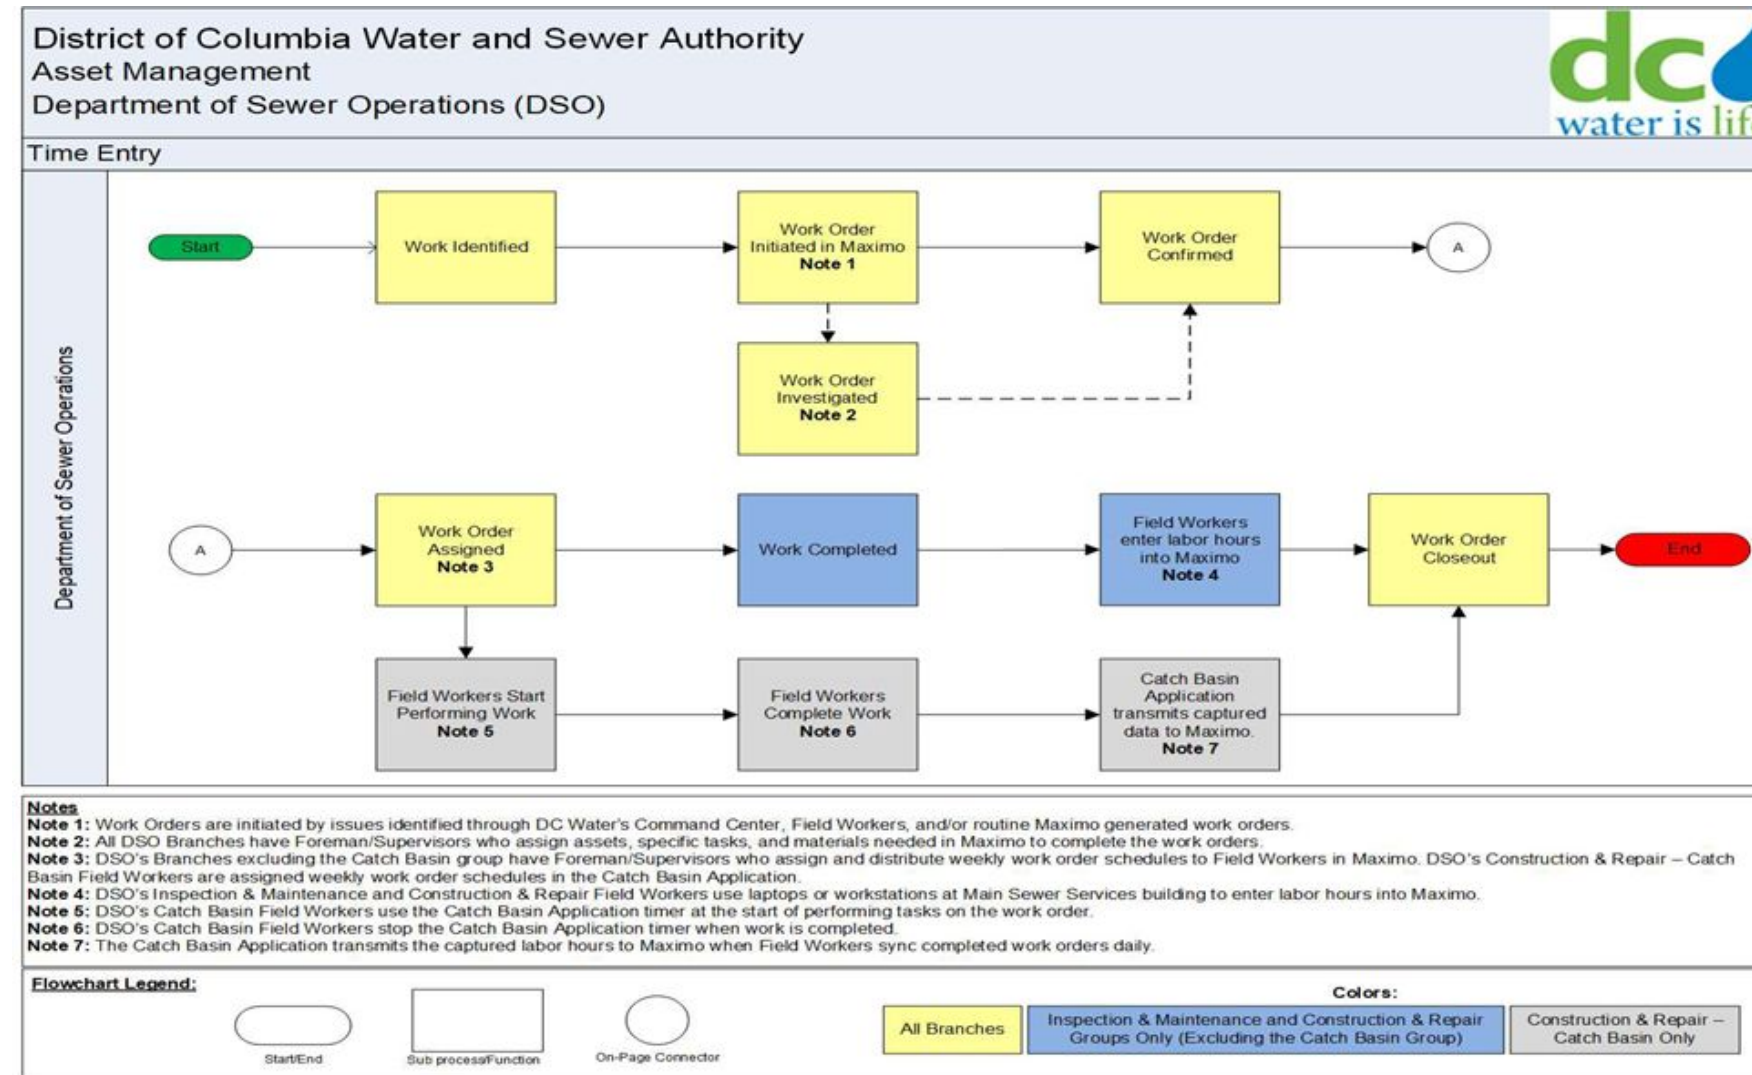 District of Columbia Water and Sewer Authority
Asset Management
Department of Sewer Operations (DSO)
dc
water is lif
Time Entry
Department of Sewer Operations
Start
Work Identified
Work Order
Initiated in Maximo
Note 1
Work Order
Confirmed
A
Work Order
Investigated
Note 2
A
Work Order
Assigned
Note 3
Work Completed
Field Workers
enter labor hours
into Maximo
Note 4
Work Order
Closeout
End
Field Workers Start
Performing Work
Note 5
Field Workers
Complete Work
Note 6
Catch Basin
Application
transmits captured
data to Maximo.
Note 7
Notes
Note 1: Work Orders are initiated by issues identified through DC Water's Command Center, Field Workers, and/or routine Maximo generated work orders.
Note 2: All DSO Branches have Foreman/Supervisors who assign assets, specific tasks, and materials needed in Maximo to complete the work orders.
Note 3: DSO's Branches excluding the Catch Basin group have Foreman/Supervisors who assign and distribute weekly work order schedules to Field Workers in Maximo. DSO's Construction & Repair – Catch
Basin Field Workers are assigned weekly work order schedules in the Catch Basin Application.
Note 4: DSO's Inspection & Maintenance and Construction & Repair Field Workers use laptops or workstations at Main Sewer Services building to enter labor hours into Maximo.
Note 5: DSO's Catch Basin Field Workers use the Catch Basin Application timer at the start of performing tasks on the work order.
Note 6: DSO's Catch Basin Field Workers stop the Catch Basin Application timer when work is completed.
Note 7: The Catch Basin Application transmits the captured labor hours to Maximo when Field Workers sync completed work orders daily.
Flowchart Legend:
Start/End
Sub process/Function
On-Page Connector
Colors:
All Branches
Inspection & Maintenance and Construction & Repair
Groups Only (Excluding the Catch Basin Group)
Construction & Repair –
Catch Basin Only